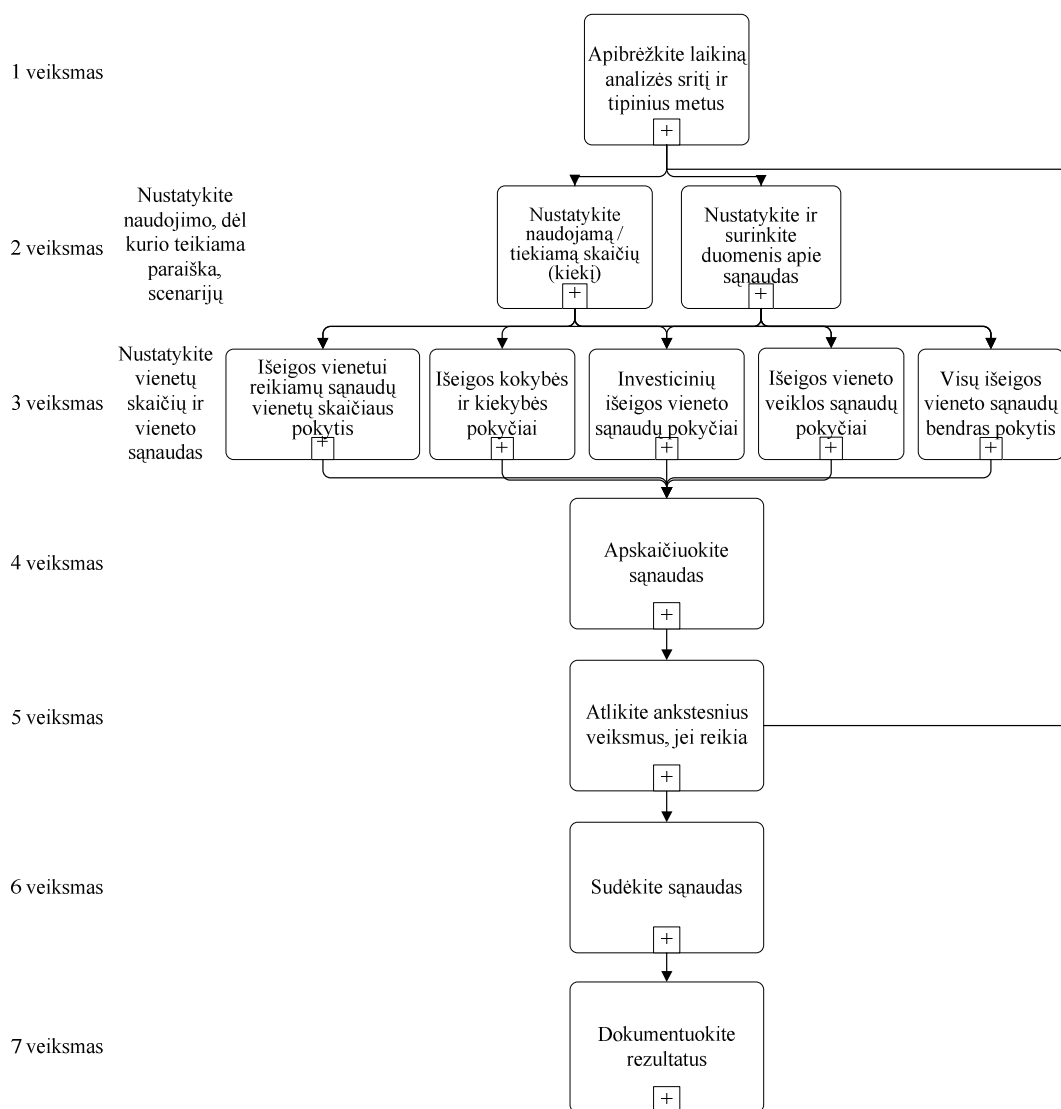 1 veiksmas
Apibrėžkite laikiną
analizės sritį ir
tipinius metus
+
2 veiksmas
Nustatykite
naudojimo, dėl
kurio teikiama
paraiška,
scenarijų
Nustatykite
naudojamą /
tiekiamą skaičių
(kiekį)
+
Nustatykite ir
surinkite
duomenis apie
sąnaudas
+
3 veiksmas
Nustatykite
vienetų
skaičių ir
vieneto
sąnaudas
Išeigos vienetui
reikiamų sąnaudų
vienetų skaičiaus
pokytis
+
Išeigos kokybės
ir kiekybės
pokyčiai
+
Investicinių
išeigos vieneto
sąnaudų pokyčiai
+
Išeigos vieneto
veiklos sąnaudų
pokyčiai
+
Visų išeigos
vieneto sąnaudų
bendras pokytis
+
4 veiksmas
Apskaičiuokite
sąnaudas
+
5 veiksmas
Atlikite ankstesnius
veiksmus, jei reikia
+
6 veiksmas
Sudėkite sąnaudas
+
7 veiksmas
Dokumentuokite
rezultatus
+